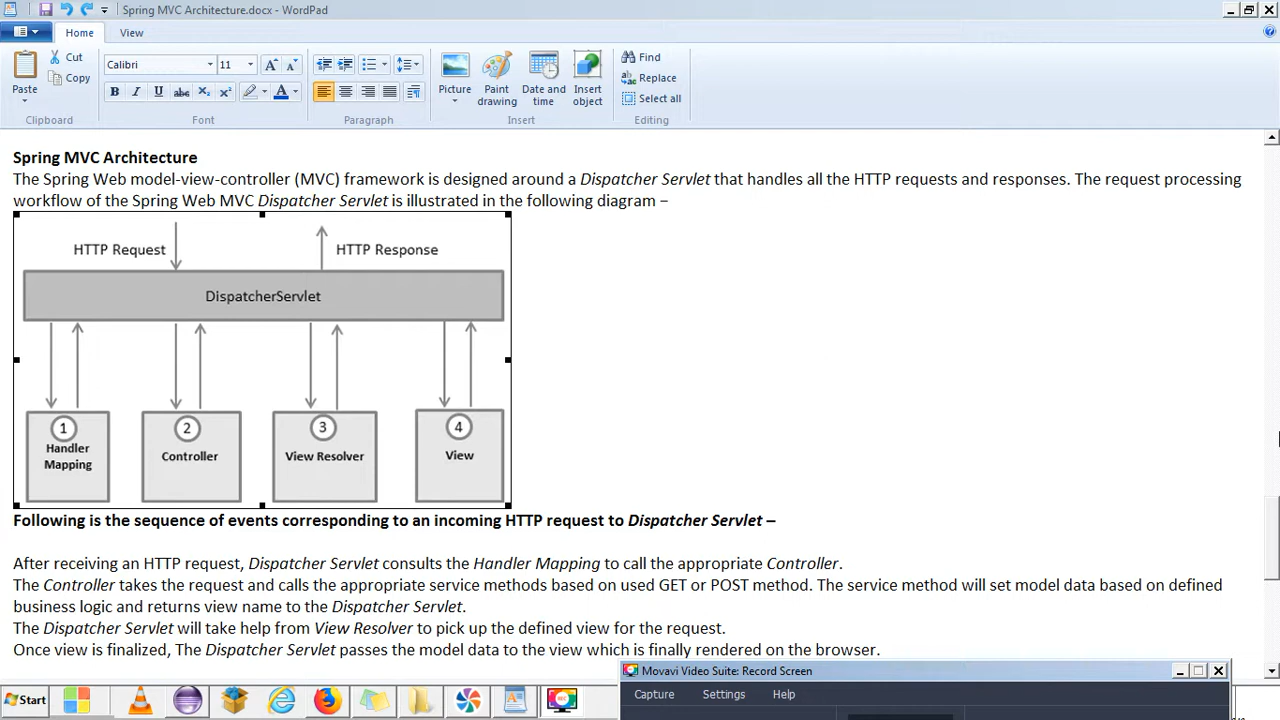 Spring MVC Architecture.docx - WordPad
Home View
Cut
Copy
Paste
Calibri 11
Find
Replace
Select all
Picture
Paint drawing
Date and time
Insert object
Clipboard Font Paragraph Insert Editing
Spring MVC Architecture
The Spring Web model-view-controller (MVC) framework is designed around a Dispatcher Servlet that handles all the HTTP requests and responses. The request processing
workflow of the Spring Web MVC Dispatcher Servlet is illustrated in the following diagram –
HTTP Request HTTP Response
DispatcherServlet
1 2 3 4
Handler Mapping
Controller
View Resolver
View
Following is the sequence of events corresponding to an incoming HTTP request to Dispatcher Servlet –
After receiving an HTTP request, Dispatcher Servlet consults the Handler Mapping to call the appropriate Controller.
The Controller takes the request and calls the appropriate service methods based on used GET or POST method. The service method will set model data based on defined
business logic and returns view name to the Dispatcher Servlet.
The Dispatcher Servlet will take help from View Resolver to pick up the defined view for the request.
Once view is finalized, The Dispatcher Servlet passes the model data to the view which is finally rendered on the browser.
Movavi Video Suite: Record Screen
Capture Settings Help
Start